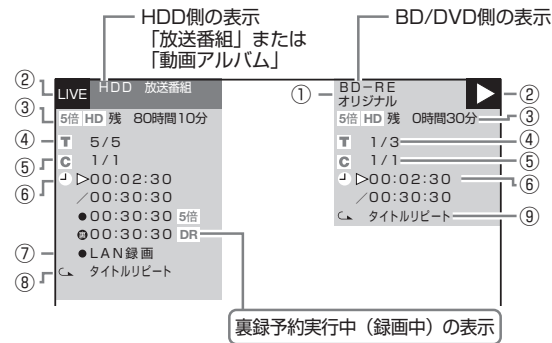 HDD側の表示
「放送番組」または
「動画アルバム」
BD/DVD側の表示
② LIVE HDD 放送番組
③ 5倍 HD 残 80時間10分
④ T 5/5
⑤ C 1/1
⑥ ▷00:02:30
/00:30:30
●00:30:30 5倍
00:30:30 DR
⑦ ●LAN録画
⑧ タイトルリピート
① BD-RE ▶ ②
オリジナル
5倍 HD 残 0時間30分 ③
T 1/3 ④
C 1/1 ⑤
▷00:02:30 ⑥
/00:30:30
タイトルリピート ⑨
裏録予約実行中（録画中）の表示